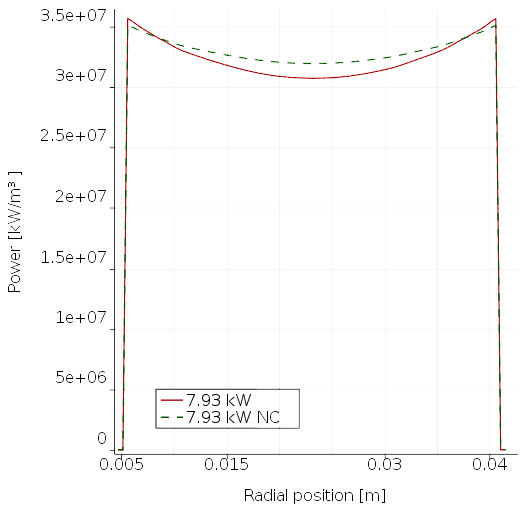 3.5e+07
3e+07
2.5e+07
2e+07
1.5e+07
1e+07
5e+06
0
Power [kW/m³ ]
7.93 kW
7.93 kW NC
0.005 0.015 0.03 0.04
Radial position [m]